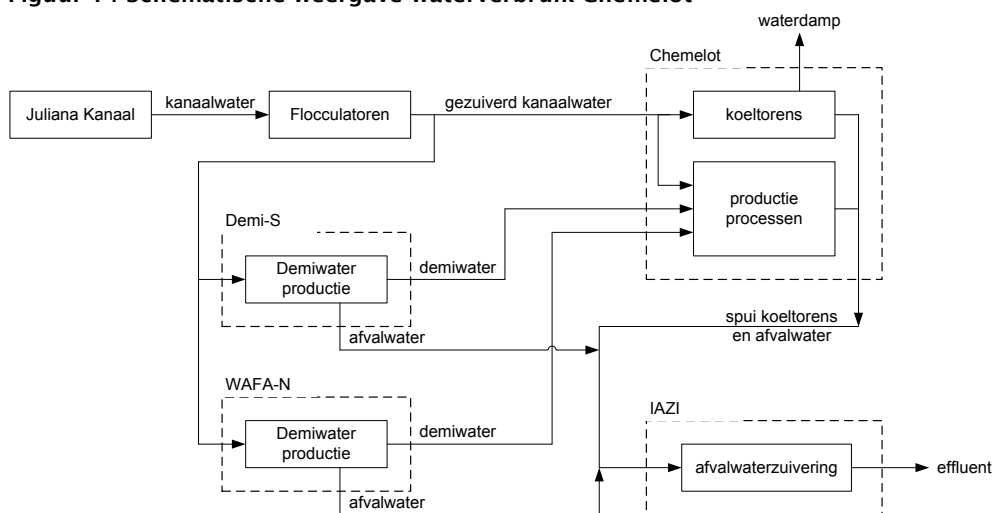 Figuur 14 schematische weergave waterverbruik Chemelot
waterdamp
Chemelot
Juliana Kanaal
kanaalwater
Flocculatoren
gezuiverd kanaalwater
koeltorens
productie
processen
Demi-S
Demiwater
productie
demiwater
afvalwater
spui koeltorens
en afvalwater
WAFA-N
Demiwater
productie
demiwater
afvalwater
IAZI
afvalwaterzuivering
effluent